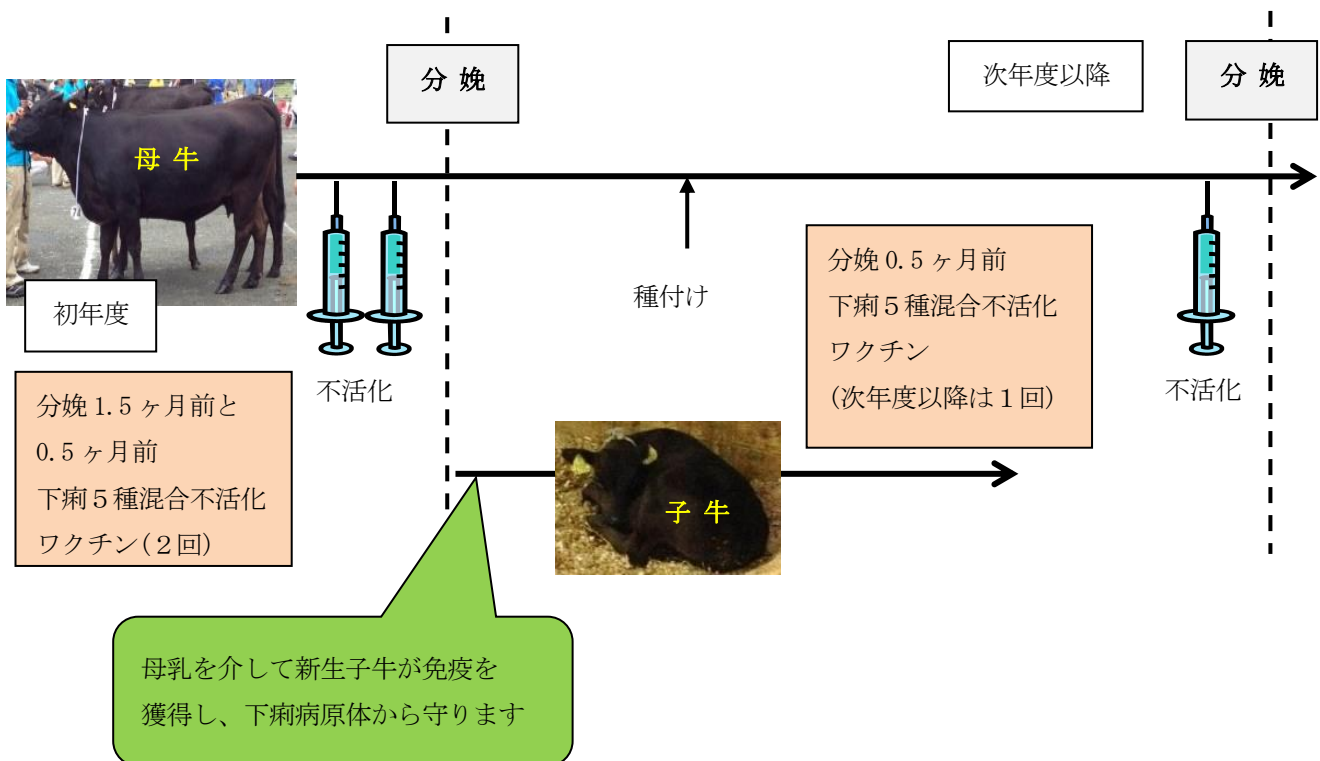 分 娩
次年度以降
分 娩
母 牛
初年度
分娩 1.5 ヶ月前と
0.5 ヶ月前
下痢５種混合不活化
ワクチン(２回)
不活化
種付け
分娩 0.5 ヶ月前
下痢５種混合不活化
ワクチン
(次年度以降は１回)
不活化
子 牛
母乳を介して新生子牛が免疫を
獲得し、下痢病原体から守ります